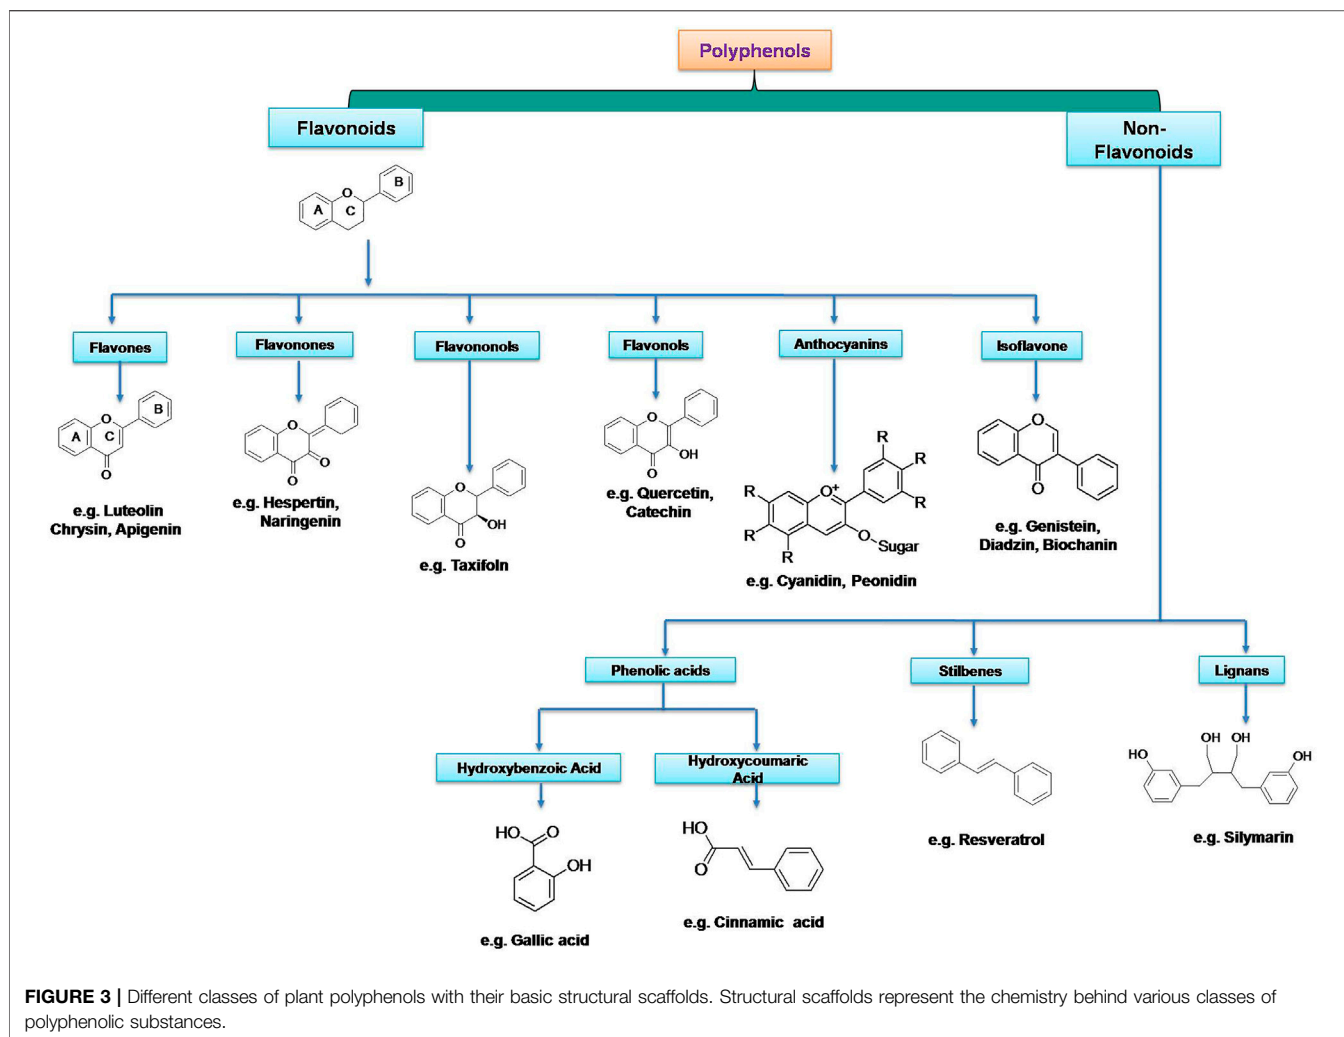 Polyphenols
Flavonoids
Non-
Flavonoids
B
O
A
C
Flavones
Flavonones
Flavononols
Flavonols
Anthocyanins
Isoflavone
O
B
A
C
O
e.g. Luteolin
Chrysin, Apigenin
O
O
O
e.g. Hespertin,
Naringenin
O
OH
O
e.g. Taxifoln
O
OH
O
e.g. Quercetin,
Catechin
R
R
R
O+
R
R
R
O
Sugar
e.g. Cyanidin, Peonidin
O
O
e.g. Genistein,
Diadzin, Biochanin
Phenolic acids
Stilbenes
Lignans
Hydroxybenzoic Acid
Hydroxycoumaric
Acid
HO
O
OH
e.g. Gallic acid
HO
O
e.g. Cinnamic acid
e.g. Resveratrol
OH
OH
HO
OH
e.g. Silymarin
FIGURE 3 | Different classes of plant polyphenols with their basic structural scaffolds. Structural scaffolds represent the chemistry behind various classes of
polyphenolic substances.